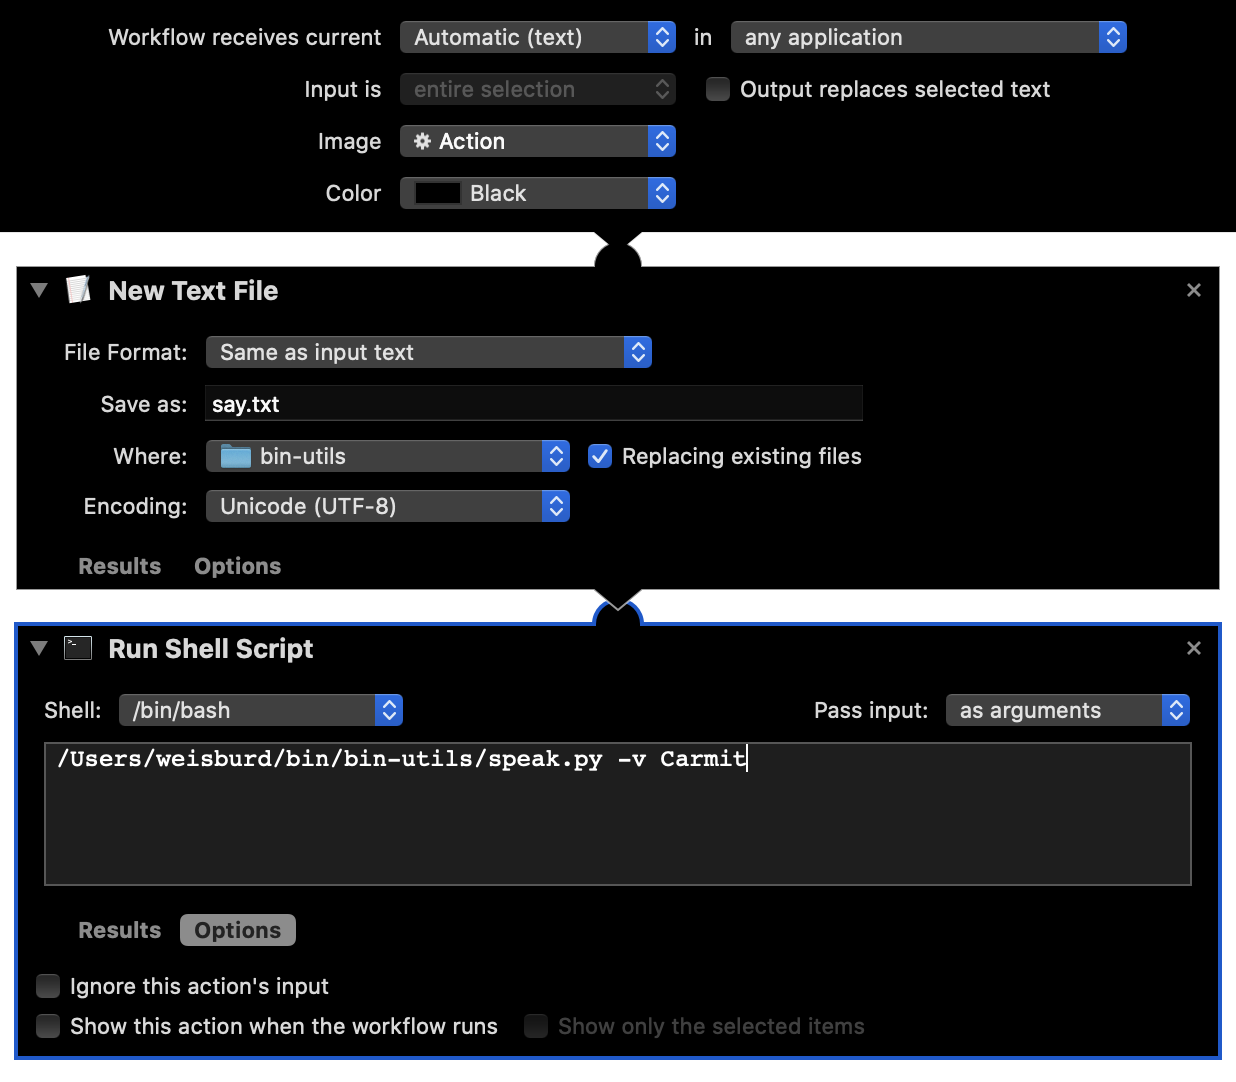 Workflow receives current Automatic (text) in any application
Input is entire selection Output replaces selected text
Image Action
Color Black
New Text File
File Format: Same as input text
Save as: say.txt
Where: bin-utils Replacing existing files
Encoding: Unicode (UTF-8)
Results Options
Run Shell Script
Shell: /bin/bash Pass input: as arguments
/Users/weisburd/bin/bin-utils/speak.py -v Carmit
Results Options
Ignore this action's input
Show this action when the workflow runs Show only the selected items